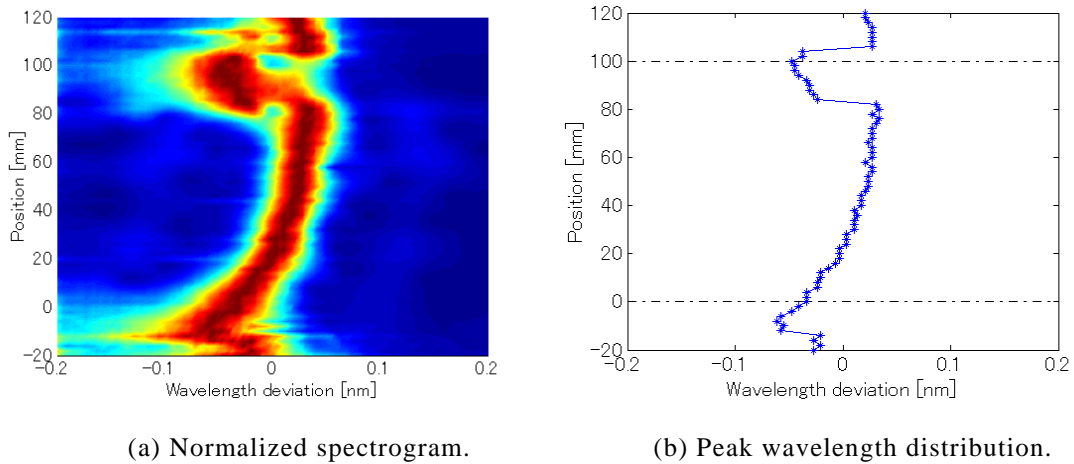 120
100
80
60
40
20
0
−20
Position [mm]
−0.2 −0.1 0 0.1 0.2
Wavelength deviation [nm]
(a) Normalized spectrogram.
120
100
80
60
40
20
0
−20
Position [mm]
−0.2 −0.1 0 0.1 0.2
Wavelength deviation [nm]
(b) Peak wavelength distribution.